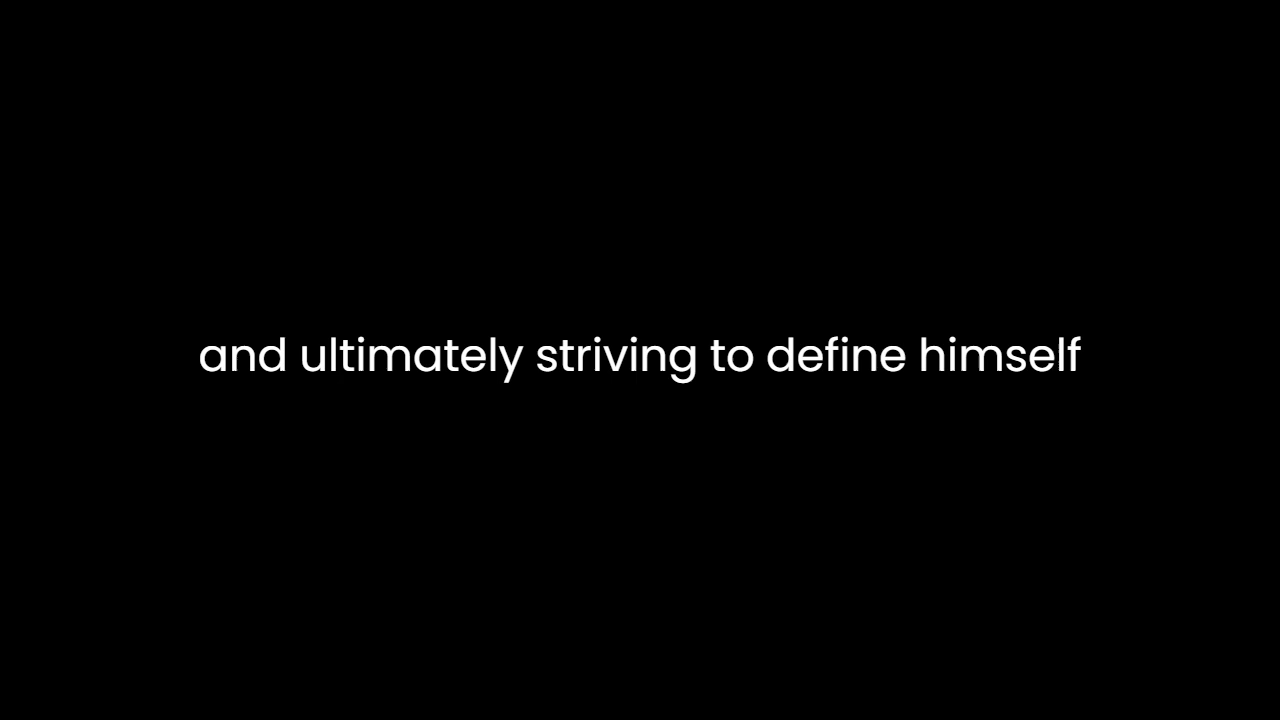 and ultimately striving to define himself